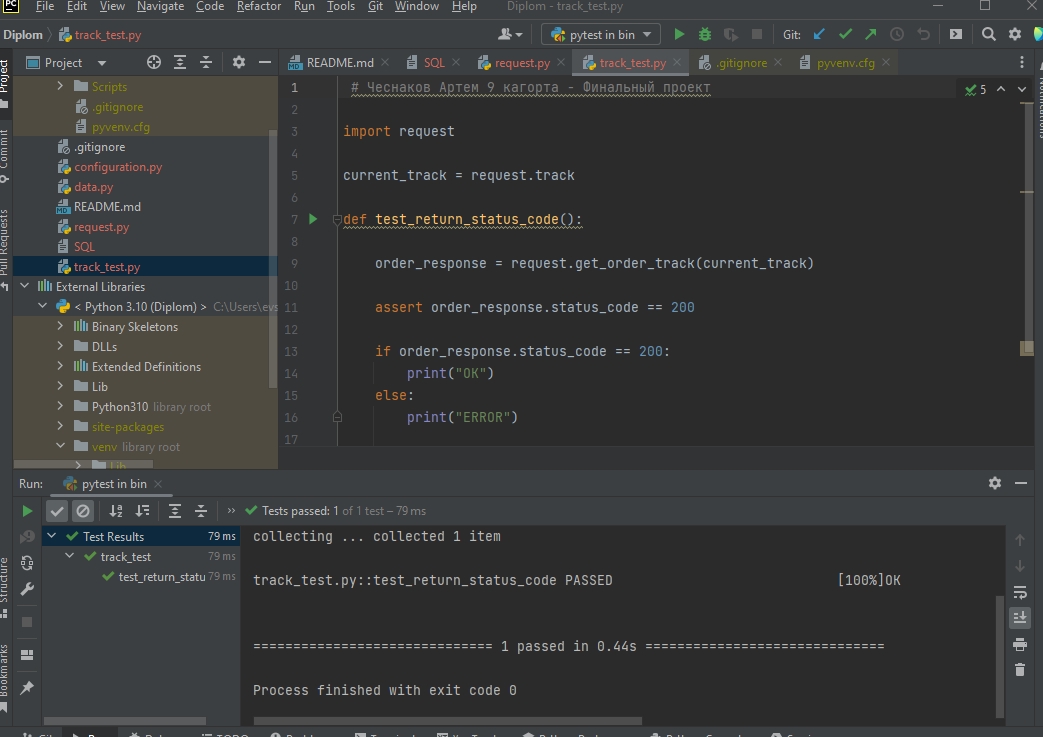 PC File Edit View Navigate Code Refactor Run Tools Git Window Help Diplom - track_test.py
Diplom track_test.py pytest in bin Git:
Project
README.md SQL request.py track_test.py .gitignore pyvenv.cfg
Project
Commit
Pull Requests
Scripts
.gitignore
pyvenv.cfg
.gitignore
configuration.py
data.py
README.md
request.py
SQL
track_test.py
External Libraries
< Python 3.10 (Diplom) > C:\Users\evs
Binary Skeletons
DLLs
Extended Definitions
Lib
Python310 library root
site-packages
venv library root
Lib
1 # Чеснаков Артем 9 кагорта - Финальный проект
2
3 import request
4
5 current_track = request.track
6
7 def test_return_status_code():
8
9 order_response = request.get_order_track(current_track)
10
11 assert order_response.status_code == 200
12
13 if order_response.status_code == 200:
14 print("OK")
15 else:
16 print("ERROR")
17
5
Run: pytest in bin
Tests passed: 1 of 1 test – 79 ms
Test Results 79 ms
track_test 79 ms
test_return_statu 79 ms
collecting ... collected 1 item
track_test.py::test_return_status_code PASSED [100%]OK
============================== 1 passed in 0.44s ==============================
Process finished with exit code 0
Structure
Bookmarks